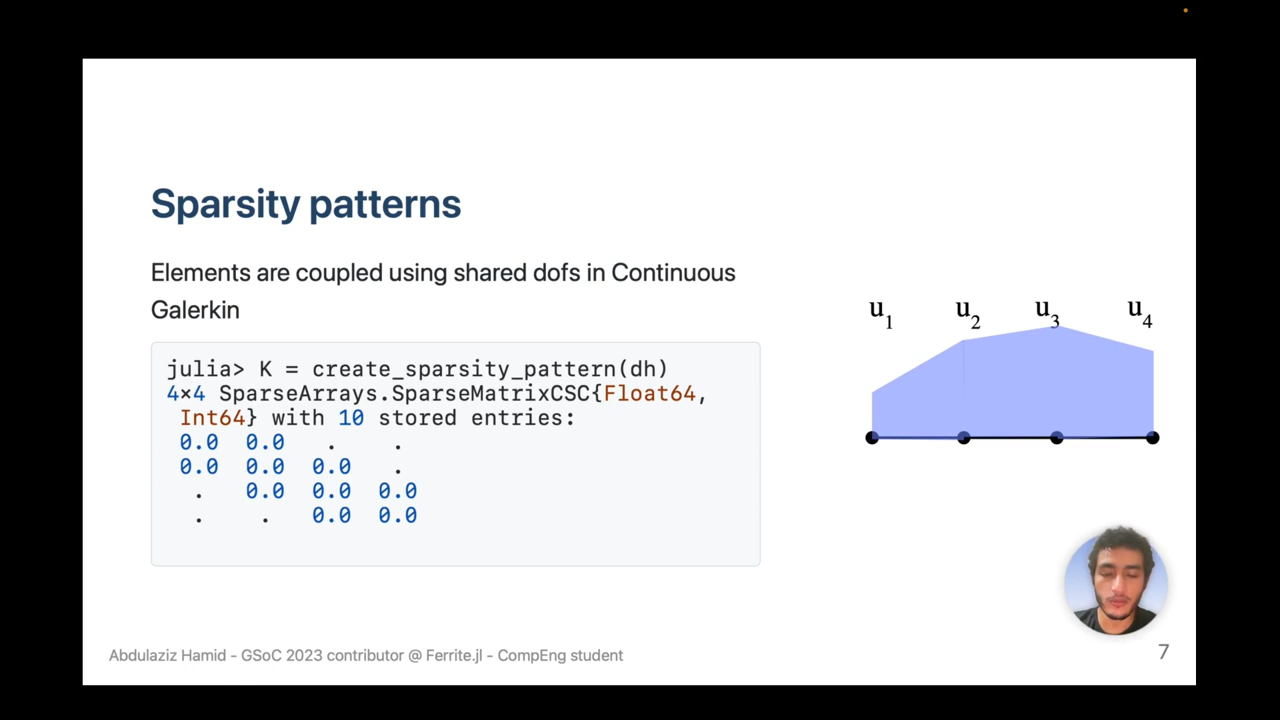 Sparsity patterns
Elements are coupled using shared dofs in Continuous
Galerkin
julia> K = create_sparsity_pattern(dh)
4×4 SparseArrays.SparseMatrixCSC{Float64,
Int64} with 10 stored entries:
0.0 0.0 . .
0.0 0.0 0.0 .
. 0.0 0.0 0.0
. . 0.0 0.0
u1 u2 u3 u4
Abdulaziz Hamid - GSoC 2023 contributor @ Ferrite.jl - CompEng student
7